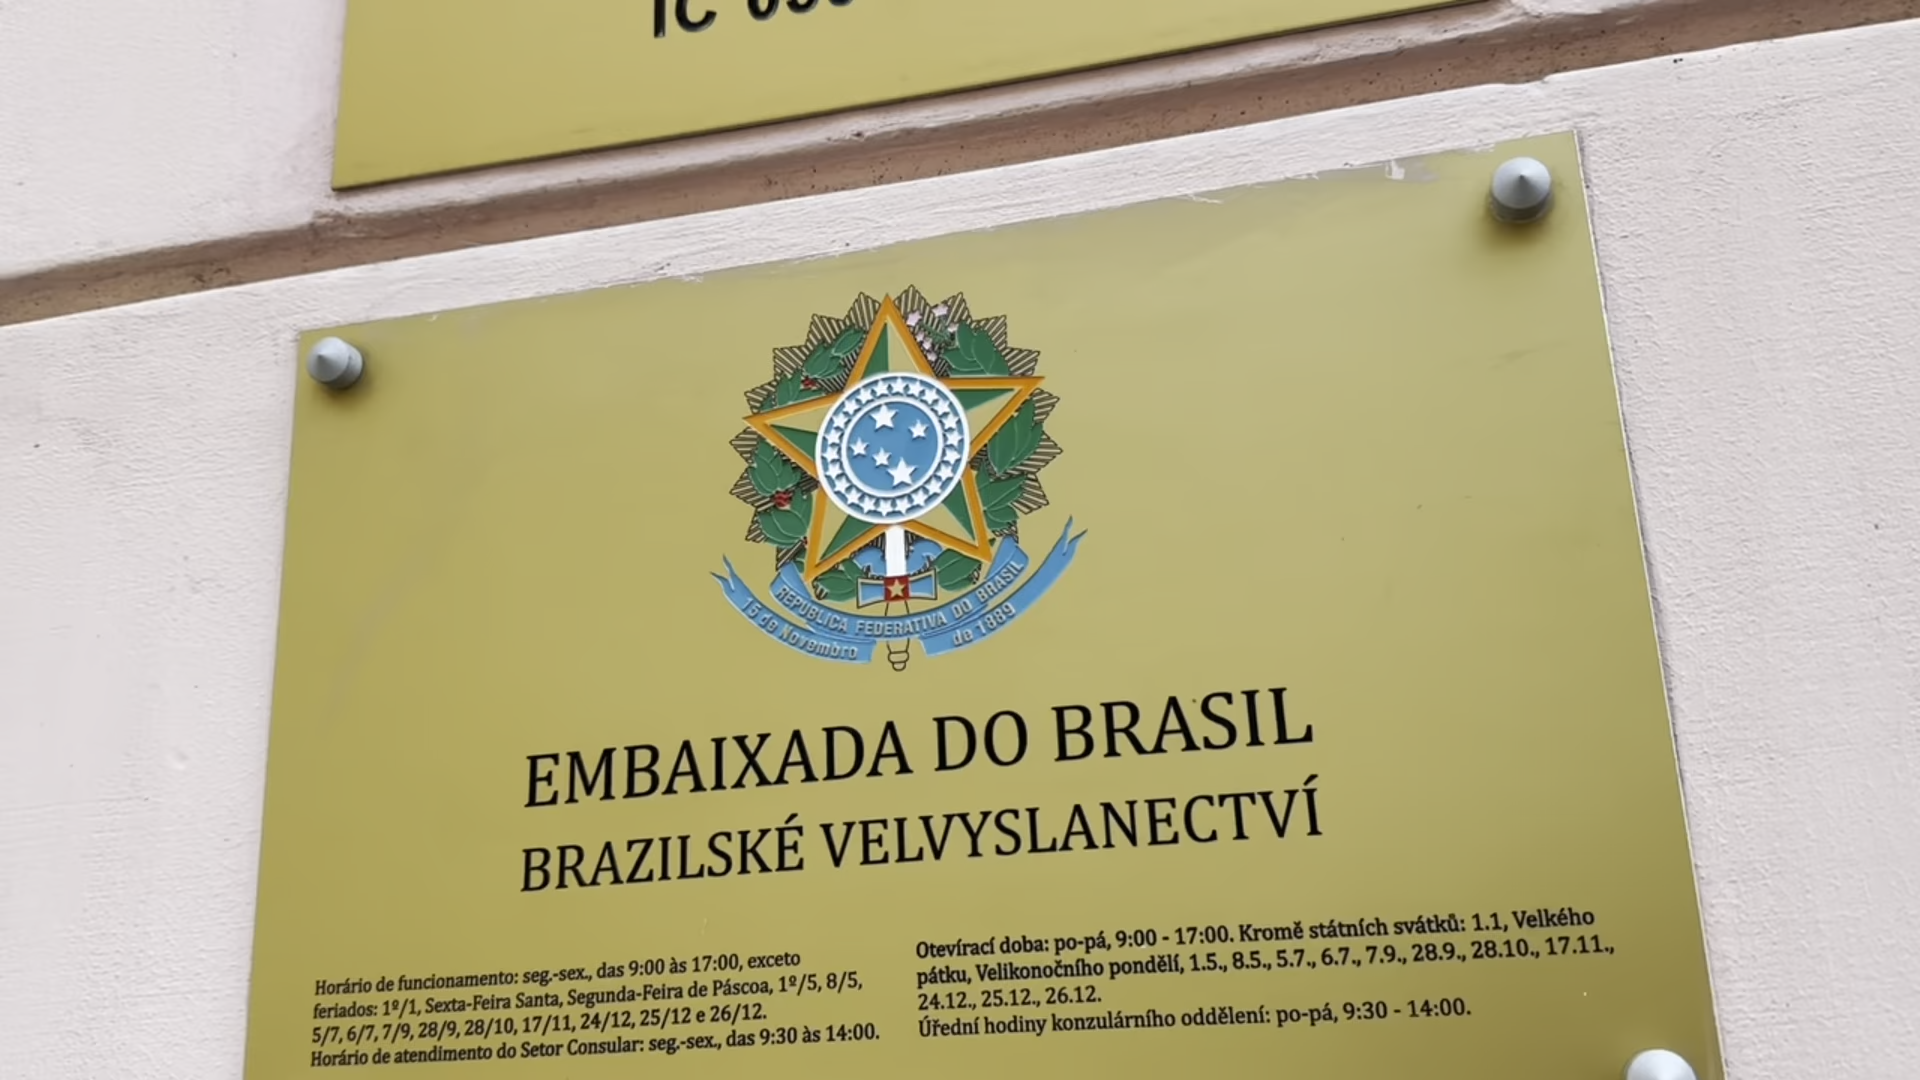 IČ
REPÚBLICA FEDERATIVA DO BRASIL
15 de Novembro
de 1889
EMBAIXADA DO BRASIL
BRAZILSKÉ VELVYSLANECTVÍ
Horário de funcionamento: seg.-sex., das 9:00 às 17:00, exceto
feriados: 1º/1, Sexta-Feira Santa, Segunda-Feira de Páscoa, 1º/5, 8/5,
5/7, 6/7, 7/9, 28/9, 28/10, 17/11, 24/12, 25/12 e 26/12.
Horário de atendimento do Setor Consular: seg.-sex., das 9:30 às 14:00.
Otevírací doba: po-pá, 9:00 - 17:00. Kromě státních svátků: 1.1, Velkého
pátku, Velikonočního pondělí, 1.5., 8.5., 5.7., 6.7., 7.9., 28.9., 28.10., 17.11.,
24.12., 25.12., 26.12.
Úřední hodiny konzulárního oddělení: po-pá, 9:30 - 14:00.